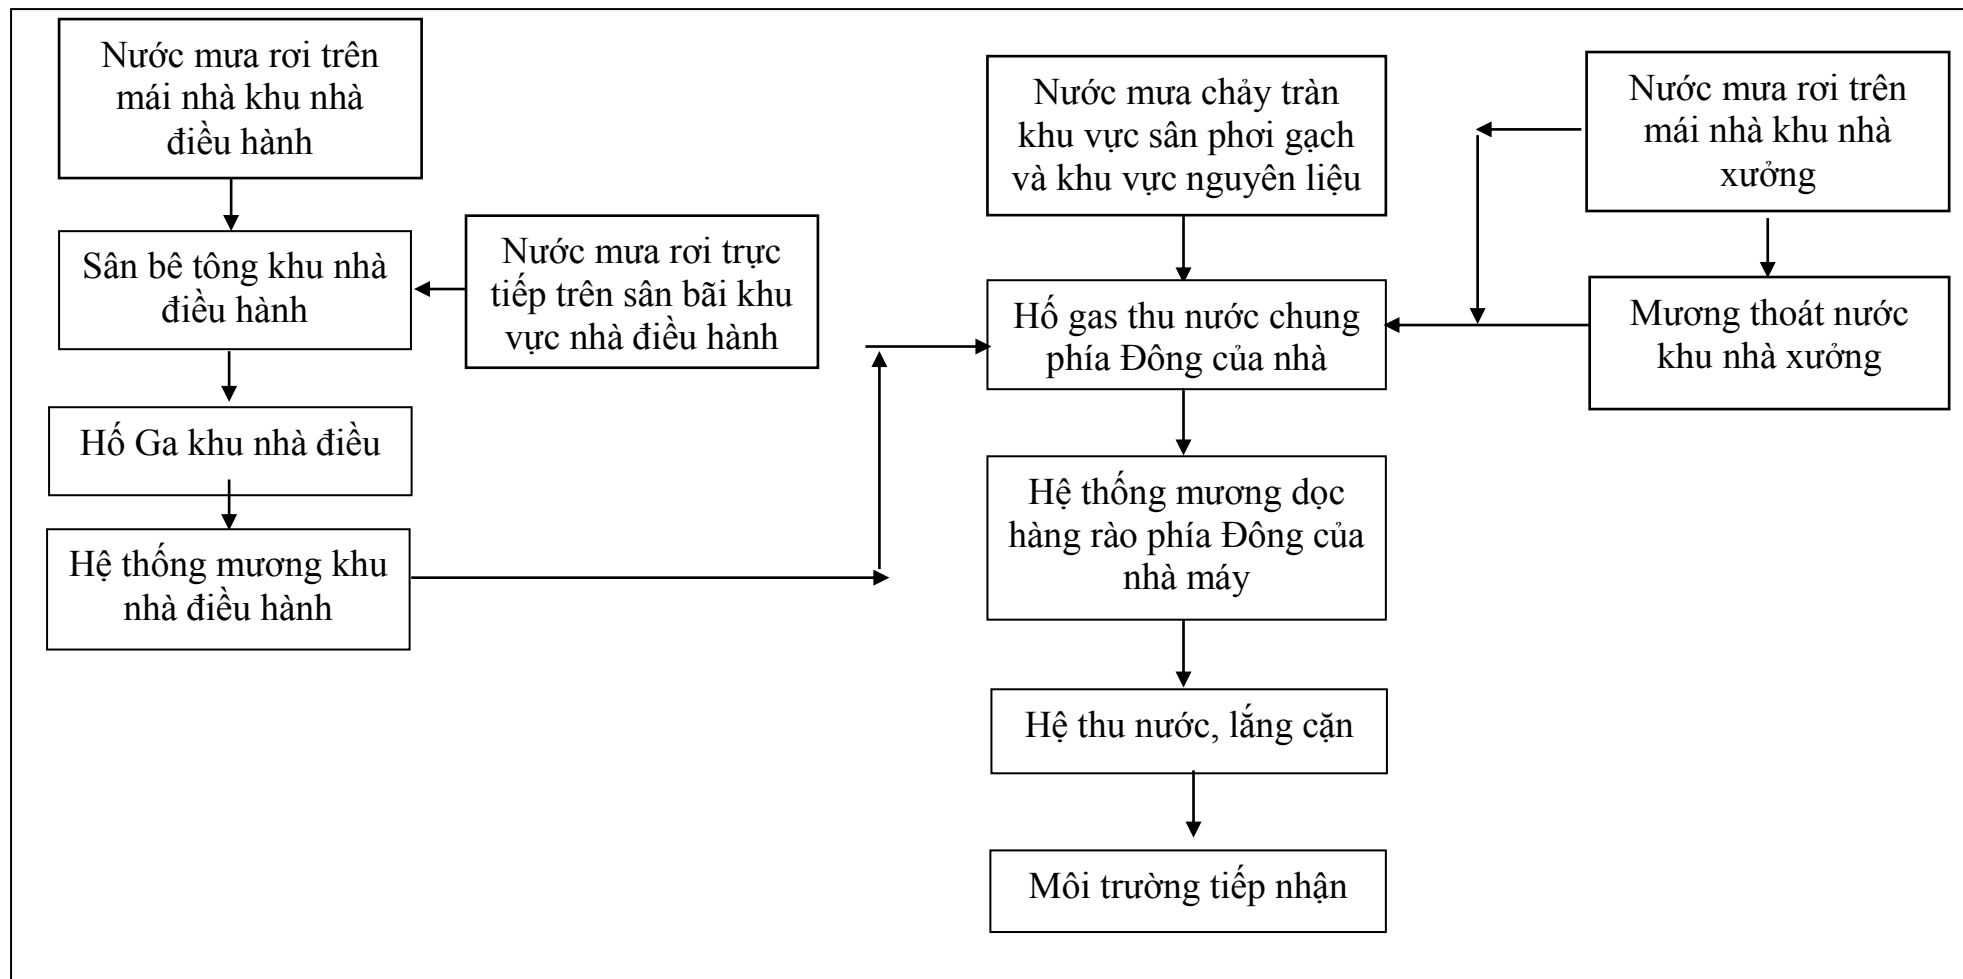 Nước mưa rơi trên
mái nhà khu nhà
điều hành
Sân bê tông khu nhà
điều hành
Nước mưa rơi trực
tiếp trên sân bãi khu
vực nhà điều hành
Hố Ga khu nhà điều
Hệ thống mương khu
nhà điều hành
Nước mưa chảy tràn
khu vực sân phơi gạch
và khu vực nguyên liệu
Hố gas thu nước chung
phía Đông của nhà
Hệ thống mương dọc
hàng rào phía Đông của
nhà máy
Hệ thu nước, lắng cặn
Môi trường tiếp nhận
Nước mưa rơi trên
mái nhà khu nhà
xưởng
Mương thoát nước
khu nhà xưởng